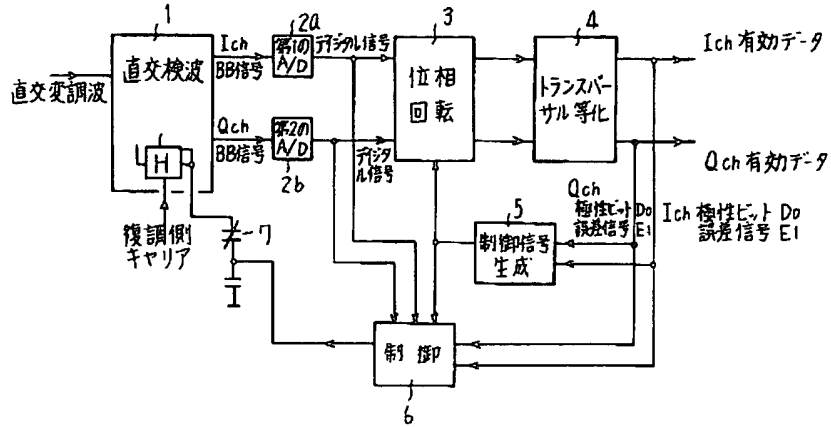 1
直交変調波
直交検波
H
復調側
キャリア
7
Ich
BB信号
Qch
BB信号
2a
第1の
A/D
第2の
A/D
2b
ディジタル信号
ディジタ
ル信号
3
位相
回転
4
トランスバー
サル等化
Ich 有効データ
Qch 有効データ
Qch
極性ビット D0
誤差信号 E1
Ich 極性ビット D0
誤差信号 E1
5
制御信号
生成
制御
6